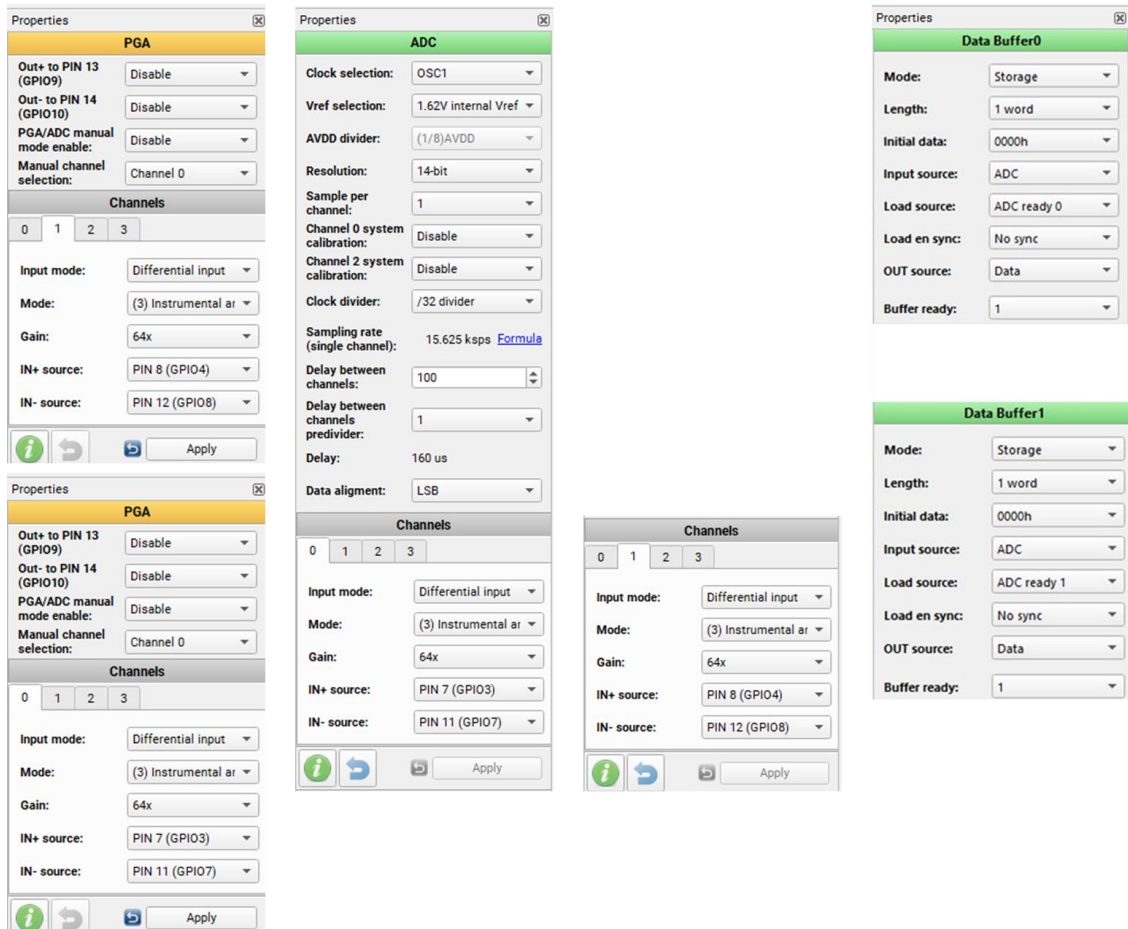 Properties
PGA
Out+ to PIN 13 (GPIO9) Disable
Out- to PIN 14 (GPIO10) Disable
PGA/ADC manual mode enable: Disable
Manual channel selection: Channel 0
Channels
0 1 2 3
Input mode: Differential input
Mode: (3) Instrumental ar
Gain: 64x
IN+ source: PIN 8 (GPIO4)
IN- source: PIN 12 (GPIO8)
Apply
Properties
PGA
Out+ to PIN 13 (GPIO9) Disable
Out- to PIN 14 (GPIO10) Disable
PGA/ADC manual mode enable: Disable
Manual channel selection: Channel 0
Channels
0 1 2 3
Input mode: Differential input
Mode: (3) Instrumental ar
Gain: 64x
IN+ source: PIN 7 (GPIO3)
IN- source: PIN 11 (GPIO7)
Apply
Properties
ADC
Clock selection: OSC1
Vref selection: 1.62V internal Vref
AVDD divider: (1/8)AVDD
Resolution: 14-bit
Sample per channel: 1
Channel 0 system calibration: Disable
Channel 2 system calibration: Disable
Clock divider: /32 divider
Sampling rate (single channel): 15.625 ksps Formula
Delay between channels: 100
Delay between channels predivider: 1
Delay: 160 us
Data aligment: LSB
Channels
0 1 2 3
Input mode: Differential input
Mode: (3) Instrumental ar
Gain: 64x
IN+ source: PIN 7 (GPIO3)
IN- source: PIN 11 (GPIO7)
Apply
Channels
0 1 2 3
Input mode: Differential input
Mode: (3) Instrumental ar
Gain: 64x
IN+ source: PIN 8 (GPIO4)
IN- source: PIN 12 (GPIO8)
Apply
Properties
Data Buffer0
Mode: Storage
Length: 1 word
Initial data: 0000h
Input source: ADC
Load source: ADC ready 0
Load en sync: No sync
OUT source: Data
Buffer ready: 1
Data Buffer1
Mode: Storage
Length: 1 word
Initial data: 0000h
Input source: ADC
Load source: ADC ready 1
Load en sync: No sync
OUT source: Data
Buffer ready: 1